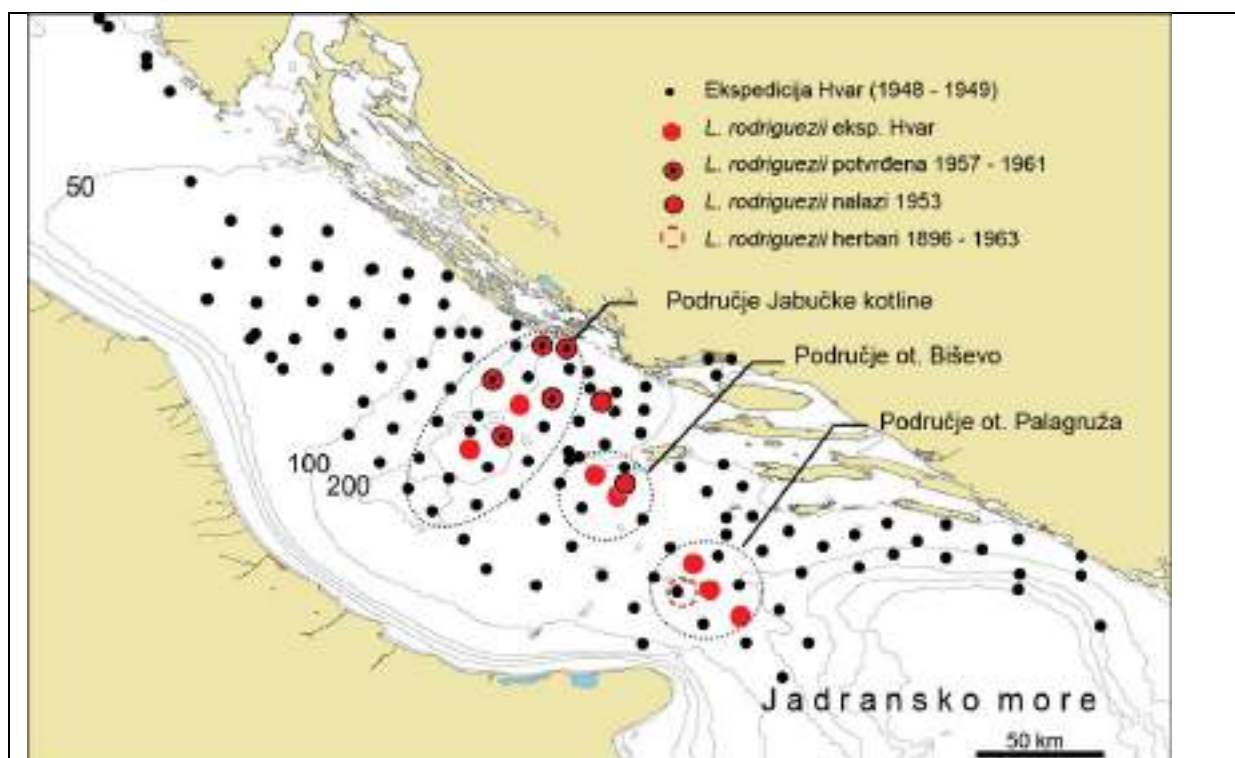 Ekspedicija Hvar (1948 - 1949)
L. rodriguezii eksp. Hvar
L. rodriguezii potvrđena 1957 - 1961
L. rodriguezii nalazi 1953
L. rodriguezii herbari 1896 - 1963
50
Područje Jabučke kotline
Područje ot. Biševo
Područje ot. Palagruža
100
200
Jadransko more
50 km